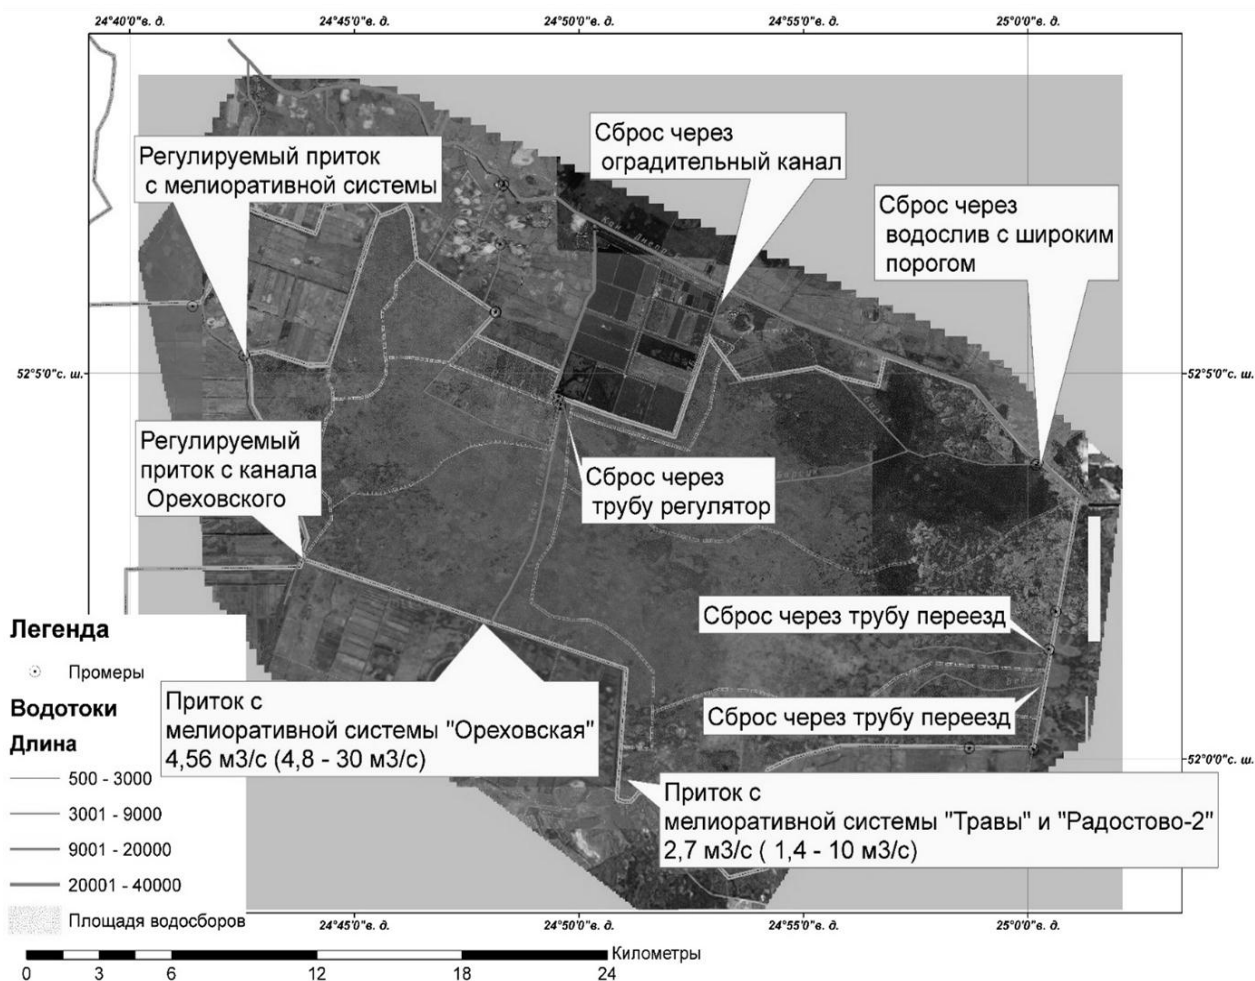 24°40'0"в. д.
24°45'0"в. д.
24°50'0"в. д.
24°55'0"в. д.
25°0'0"в. д.
Сброс через
оградительный канал
Регулируемый приток
с мелиоративной системы
Сброс через
водослив с широким
порогом
52°5'0"с. ш.
52°5'0"с. ш.
Регулируемый
приток с канала
Ореховского
Сброс через
трубу регулятор
Сброс через трубу переезд
Легенда
Промеры
Водотоки
Длина
500 - 3000
3001 - 9000
9001 - 20000
20001 - 40000
Площадя водосборов
Приток с
мелиоративной системы "Ореховская"
4,56 м3/с (4,8 - 30 м3/с)
Сброс через трубу переезд
52°0'0"с. ш.
Приток с
мелиоративной системы "Травы" и "Радостово-2"
2,7 м3/с ( 1,4 - 10 м3/с)
24°45'0"в. д.
24°50'0"в. д.
24°55'0"в. д.
25°0'0"в. д.
Километры
0 3 6 12 18 24